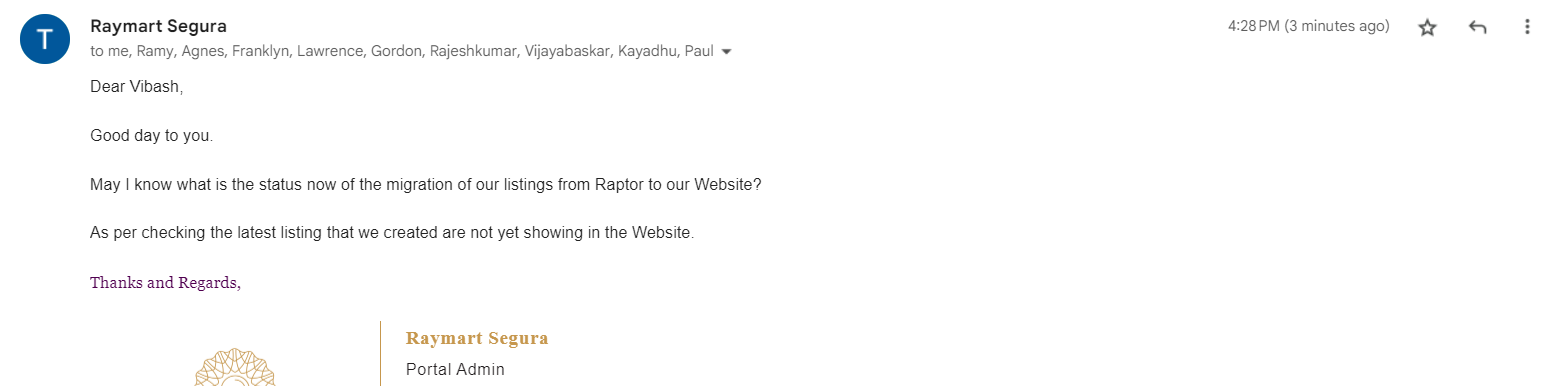 T
Raymart Segura
4:28 PM (3 minutes ago)
to me, Ramy, Agnes, Franklyn, Lawrence, Gordon, Rajeshkumar, Vijayabaskar, Kayadhu, Paul
Dear Vibash,
Good day to you.
May I know what is the status now of the migration of our listings from Raptor to our Website?
As per checking the latest listing that we created are not yet showing in the Website.
Thanks and Regards,
Raymart Segura
Portal Admin